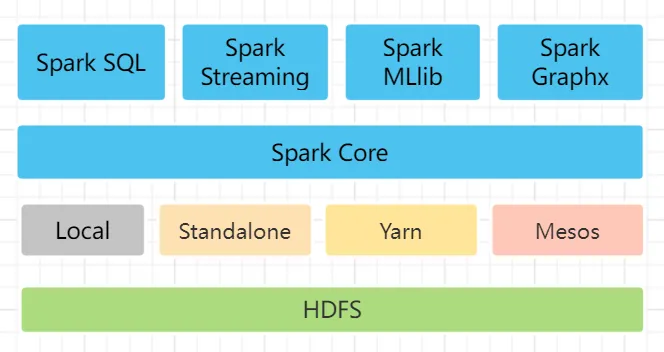 Spark SQL
Spark
Streaming
Spark
MLlib
Spark
Graphx
Spark Core
Local
Standalone
Yarn
Mesos
HDFS